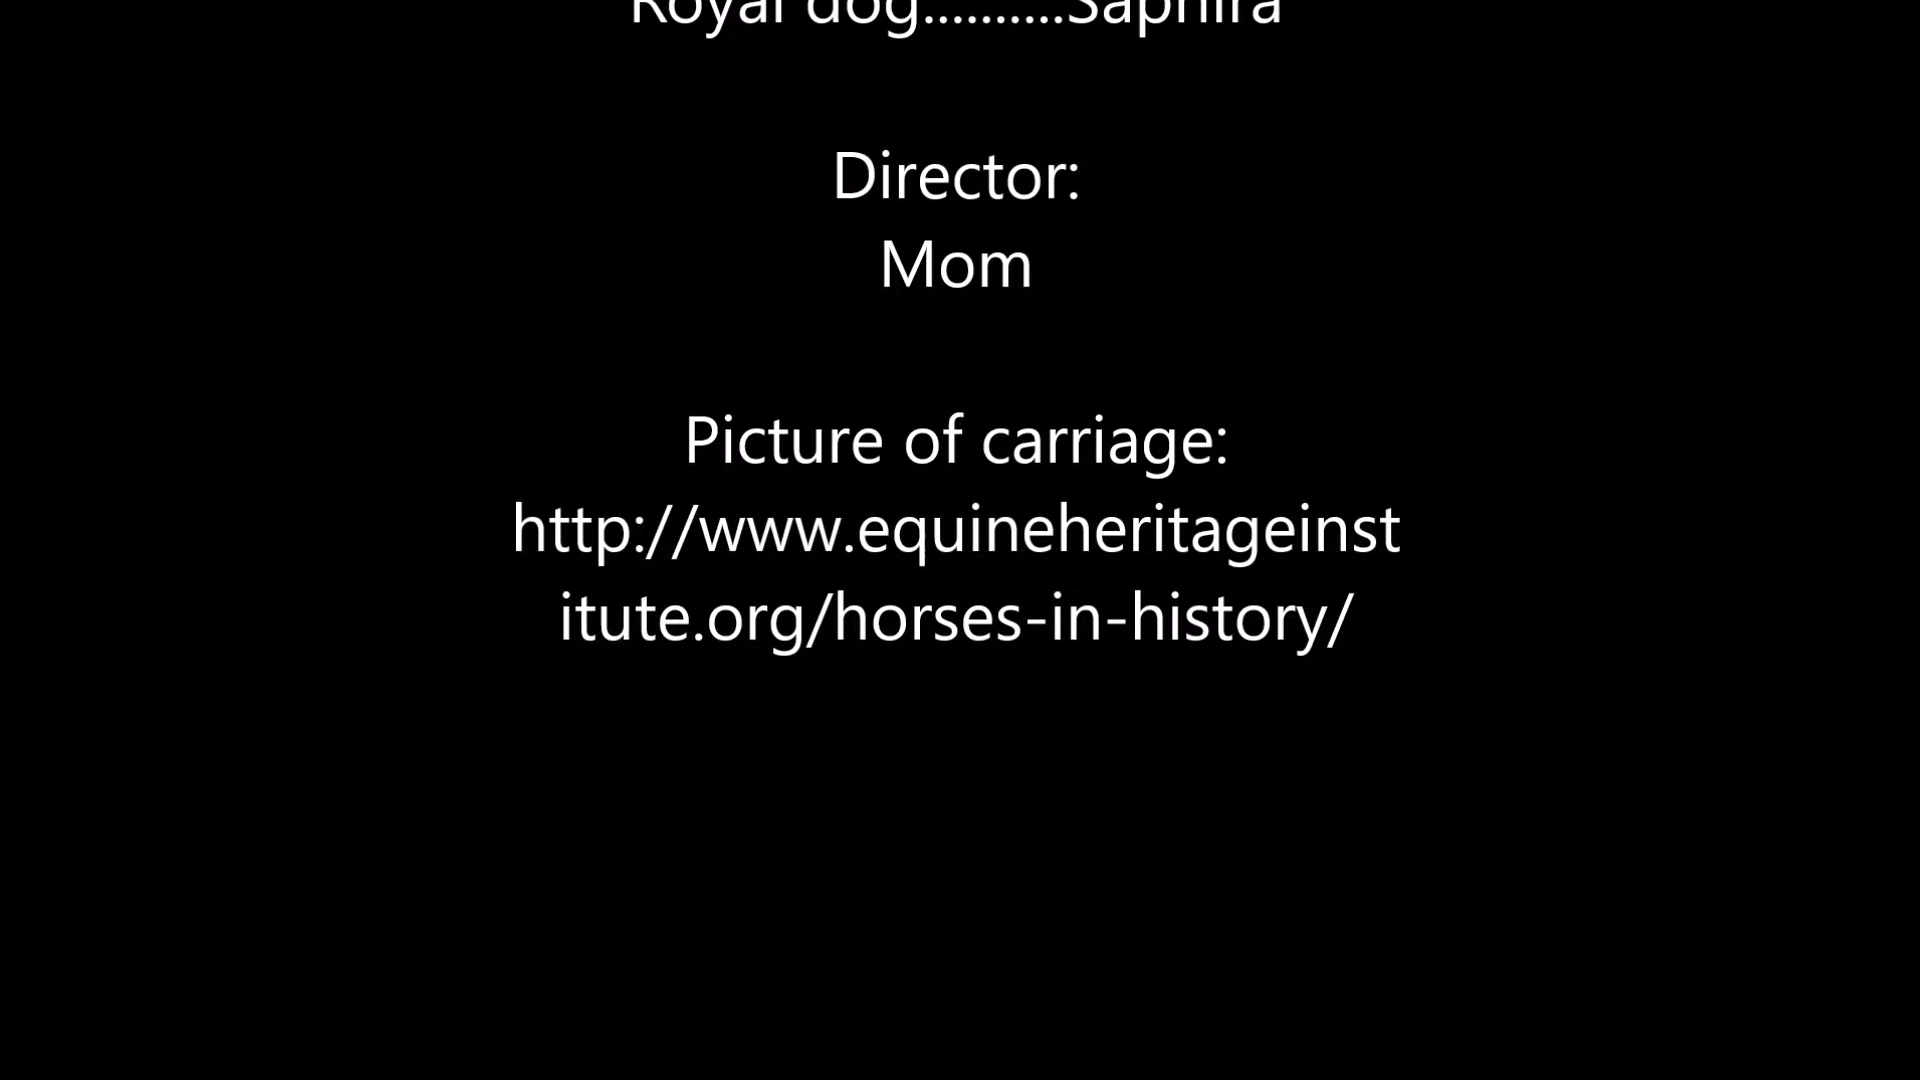 Royal dog..........Saphira
Director:
Mom
Picture of carriage:
http://www.equineheritageinst
itute.org/horses-in-history/